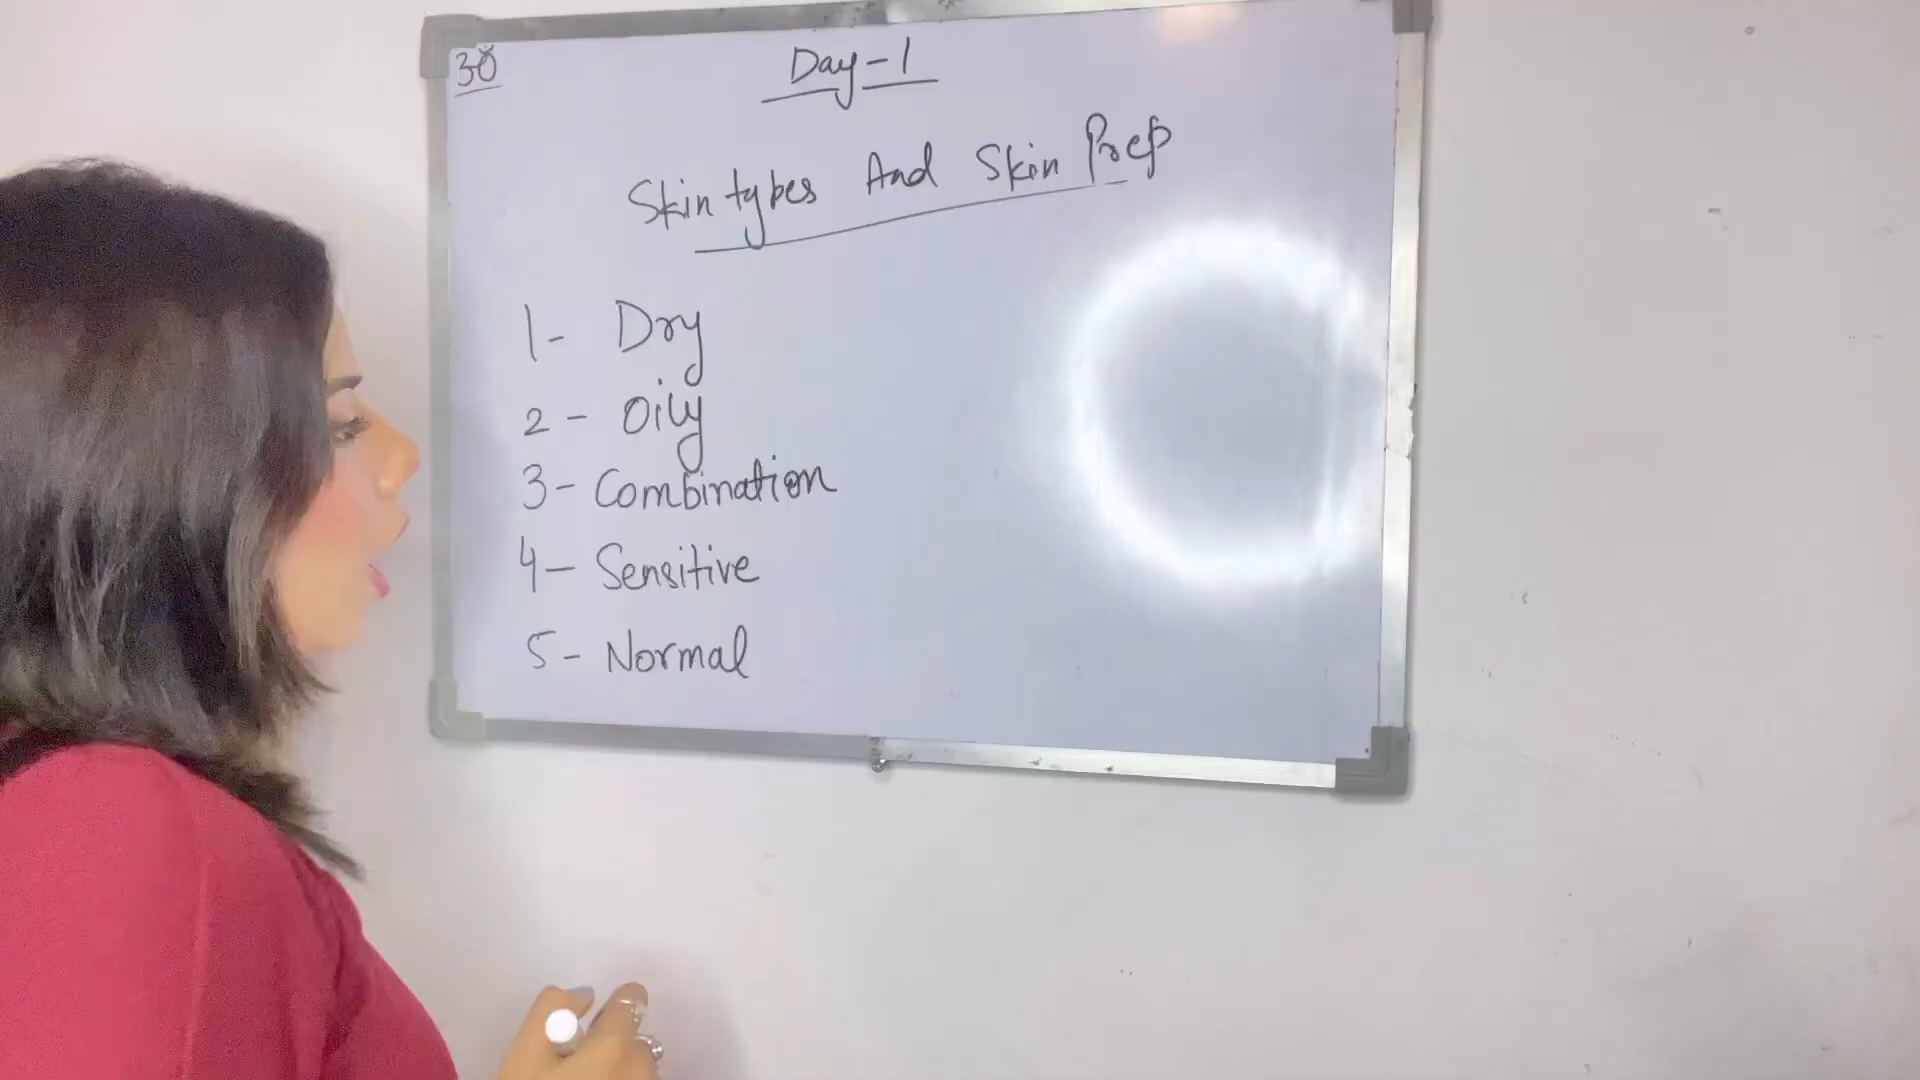 30
Day-1
Skin types And Skin Prep
1- Dry
2- Oily
3- Combination
4- Sensitive
5- Normal